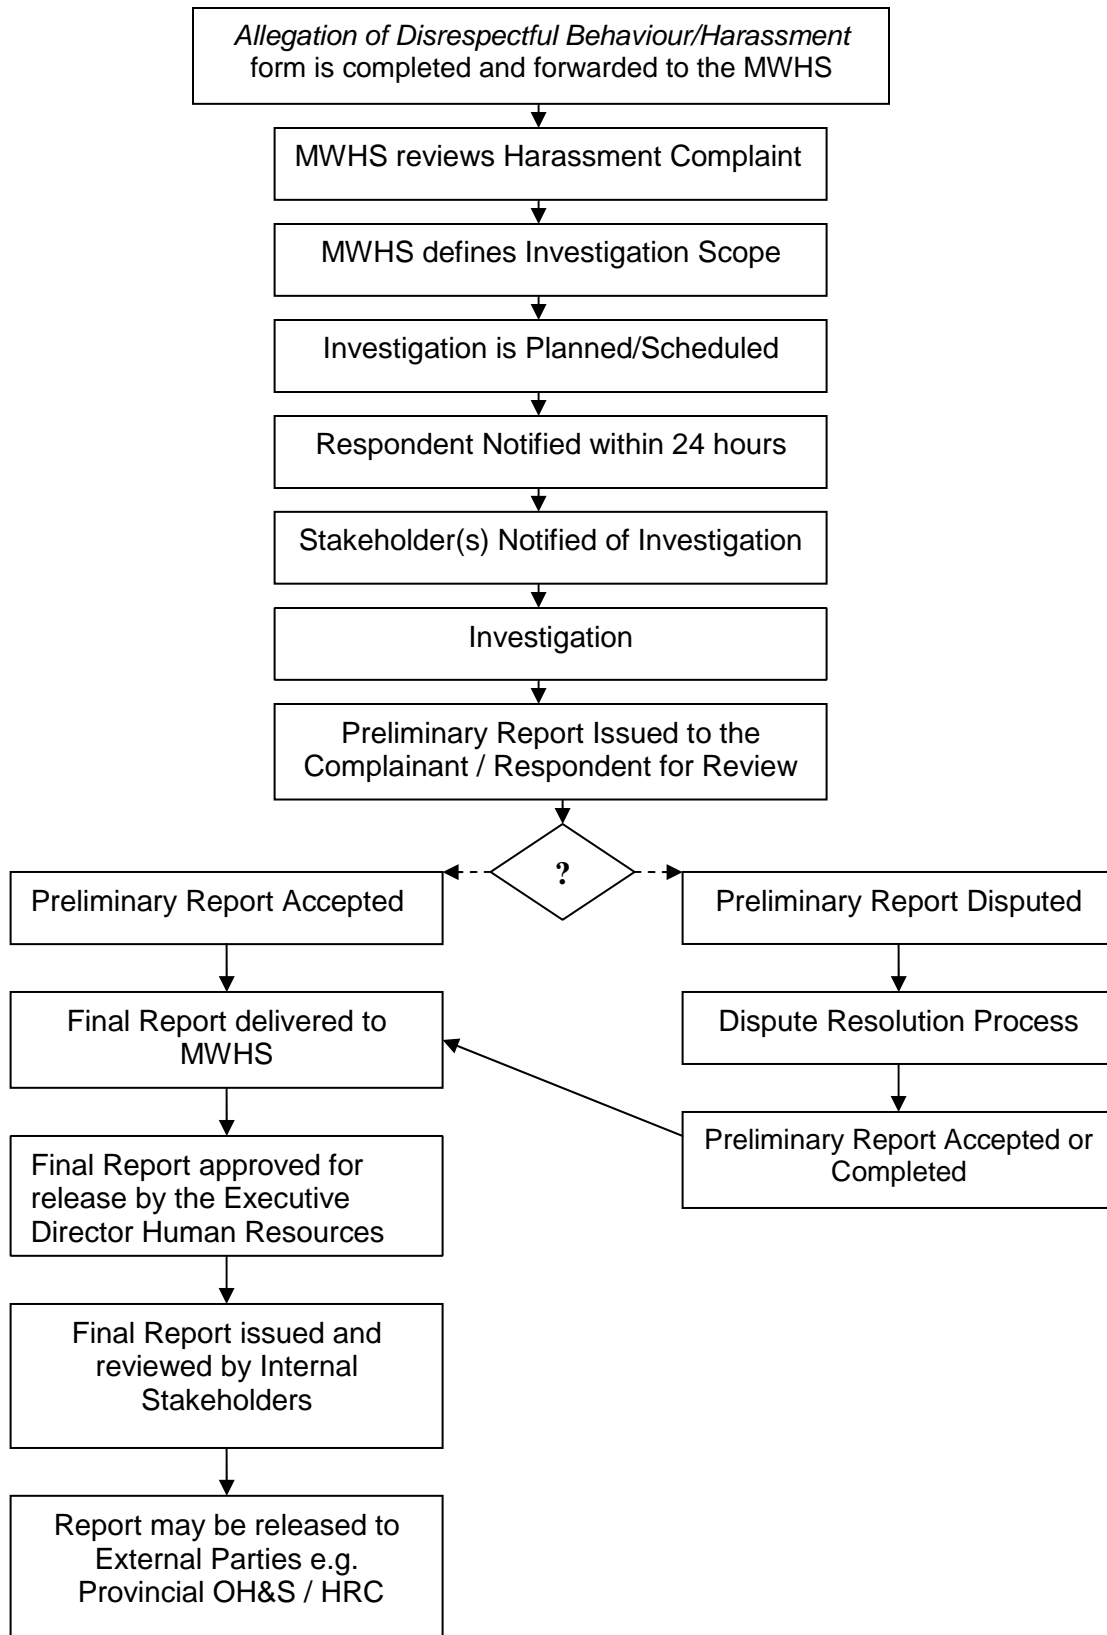 Allegation of Disrespectful Behaviour/Harassment
form is completed and forwarded to the MWHS
MWHS reviews Harassment Complaint
MWHS defines Investigation Scope
Investigation is Planned/Scheduled
Respondent Notified within 24 hours
Stakeholder(s) Notified of Investigation
Investigation
Preliminary Report Issued to the
Complainant / Respondent for Review
?
Preliminary Report Accepted
Preliminary Report Disputed
Final Report delivered to
MWHS
Dispute Resolution Process
Preliminary Report Accepted or
Completed
Final Report approved for
release by the Executive
Director Human Resources
Final Report issued and
reviewed by Internal
Stakeholders
Report may be released to
External Parties e.g.
Provincial OH&S / HRC